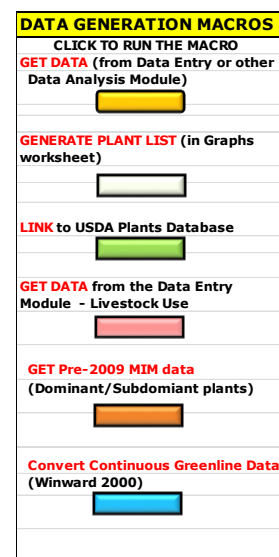 DATA GENERATION MACROS
CLICK TO RUN THE MACRO
GET DATA (from Data Entry or other
Data Analysis Module)
GENERATE PLANT LIST (in Graphs
worksheet)
LINK to USDA Plants Database
GET DATA from the Data Entry
Module - Livestock Use
GET Pre-2009 MIM data
(Dominant/Subdomiant plants)
Convert Continuous Greenline Data
(Winward 2000)